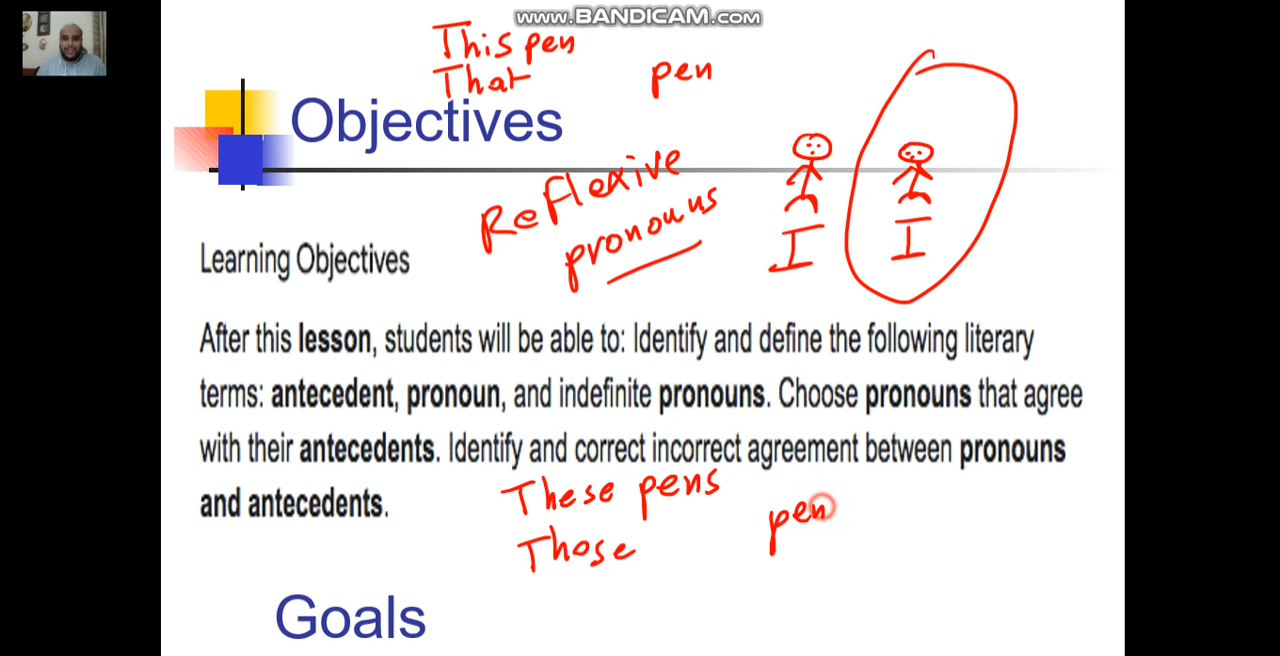 www.BANDICAM.com
This pen
That pen
Objectives
Reflexive
pronouns
I I
Learning Objectives
After this lesson, students will be able to: Identify and define the following literary
terms: antecedent, pronoun, and indefinite pronouns. Choose pronouns that agree
with their antecedents. Identify and correct incorrect agreement between pronouns
and antecedents.
These pens
Those pen
Goals